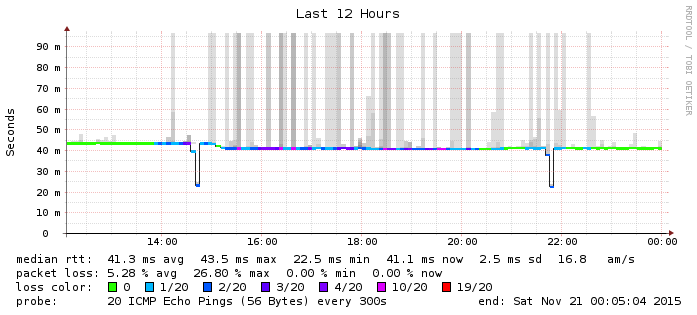 Last 12 Hours
RRDTOOL / TOBI OETIKER
Seconds
90 m
80 m
70 m
60 m
50 m
40 m
30 m
20 m
10 m
0
14:00 16:00 18:00 20:00 22:00 00:00
median rtt: 41.3 ms avg 43.5 ms max 22.5 ms min 41.1 ms now 2.5 ms sd 16.8 am/s
packet loss: 5.28 % avg 26.80 % max 0.00 % min 0.00 % now
loss color: 0 1/20 2/20 3/20 4/20 10/20 19/20
probe: 20 ICMP Echo Pings (56 Bytes) every 300s end: Sat Nov 21 00:05:04 2015